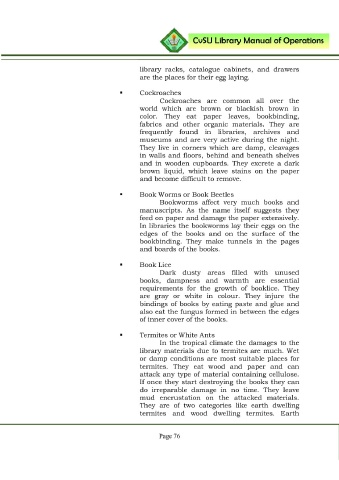 CvSU Library Manual of Operations
library racks, catalogue cabinets, and drawers
are the places for their egg laying.
▪ Cockroaches
Cockroaches are common all over the
world which are brown or blackish brown in
color. They eat paper leaves, bookbinding,
fabrics and other organic materials. They are
frequently found in libraries, archives and
museums and are very active during the night.
They live in corners which are damp, cleavages
in walls and floors, behind and beneath shelves
and in wooden cupboards. They excrete a dark
brown liquid, which leave stains on the paper
and become difficult to remove.
▪ Book Worms or Book Beetles
Bookworms affect very much books and
manuscripts. As the name itself suggests they
feed on paper and damage the paper extensively.
In libraries the bookworms lay their eggs on the
edges of the books and on the surface of the
bookbinding. They make tunnels in the pages
and boards of the books.
▪ Book Lice
Dark dusty areas filled with unused
books, dampness and warmth are essential
requirements for the growth of booklice. They
are gray or white in colour. They injure the
bindings of books by eating paste and glue and
also eat the fungus formed in between the edges
of inner cover of the books.
▪ Termites or White Ants
In the tropical climate the damages to the
library materials due to termites are much. Wet
or damp conditions are most suitable places for
termites. They eat wood and paper and can
attack any type of material containing cellulose.
If once they start destroying the books they can
do irreparable damage in no time. They leave
mud encrustation on the attacked materials.
They are of two categories like earth dwelling
termites and wood dwelling termites. Earth
Page 76